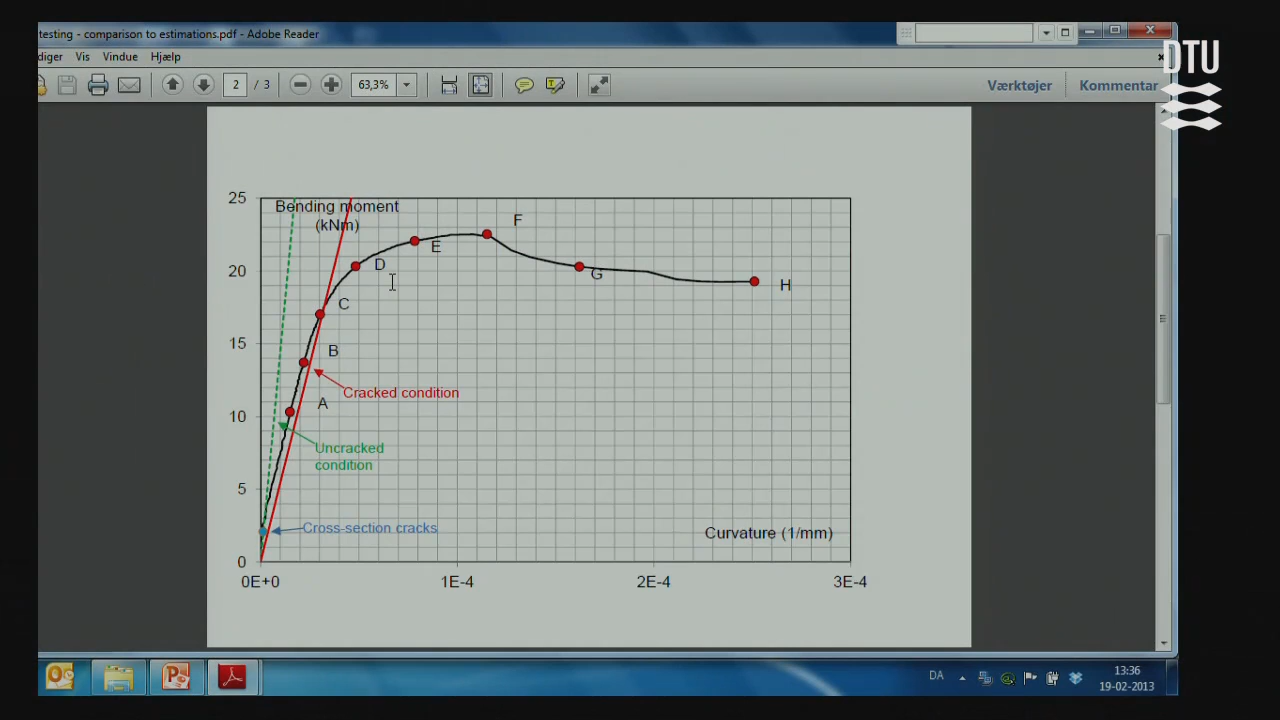 testing - comparison to estimations.pdf - Adobe Reader
DTU
diger Vis Vindue Hjælp
2 / 3 63,3% Værktøjer Kommentar
25
Bending moment
(kNm)
F
E
D
20
G
H
C
15
B
Cracked condition
A
10
Uncracked
condition
5
Cross-section cracks
Curvature (1/mm)
0
0E+0 1E-4 2E-4 3E-4
DA 13:36
19-02-2013